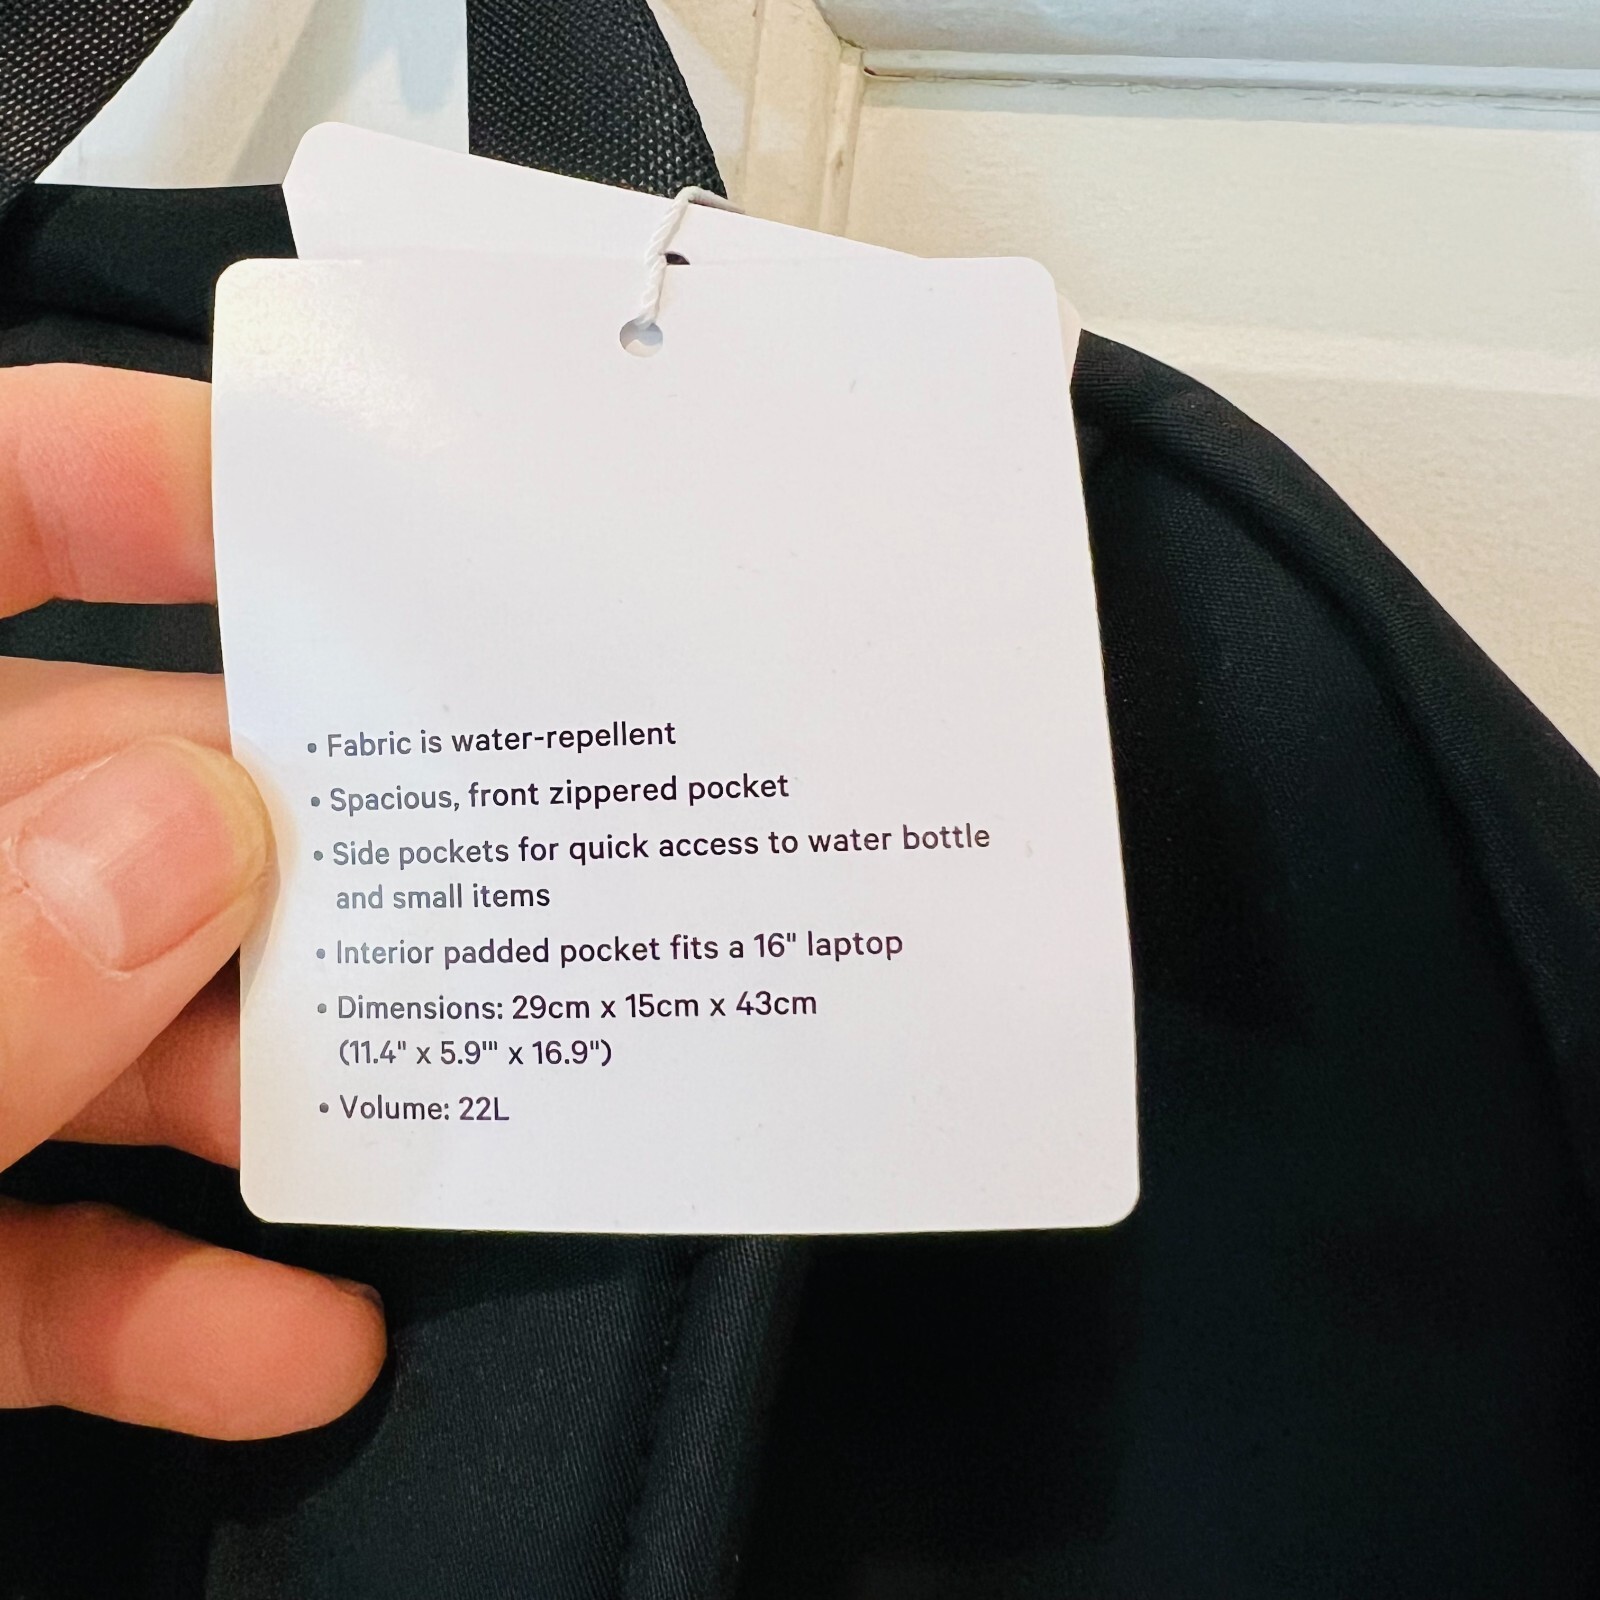 • Fabric is water-repellent
• Spacious, front zippered pocket
• Side pockets for quick access to water bottle
and small items
• Interior padded pocket fits a 16" laptop
• Dimensions: 29cm x 15cm x 43cm
(11.4" x 5.9"' x 16.9")
• Volume: 22L